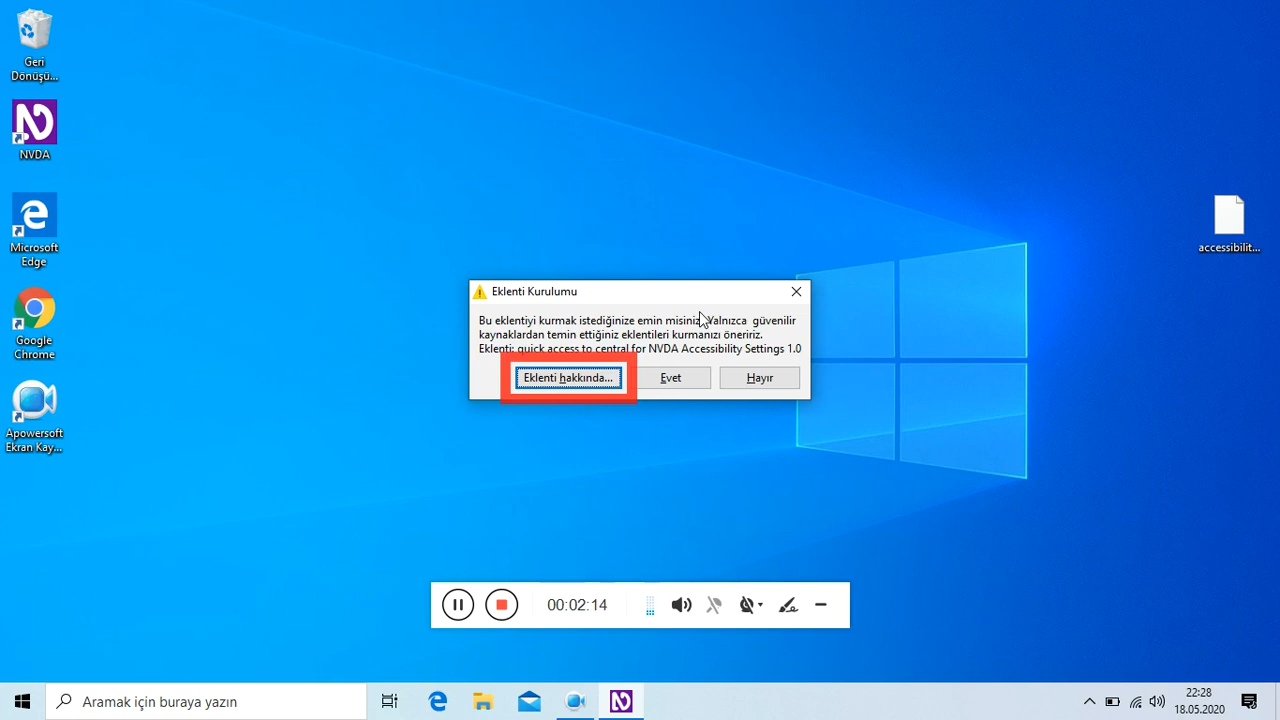 Geri
Dönüşü...
NVDA
Microsoft
Edge
Google
Chrome
Apowersoft
Ekran Kay...
accessibilit...
Eklenti Kurulumu
Bu eklentiyi kurmak istediğinize emin misiniz Yalnızca güvenilir
kaynaklardan temin ettiğiniz eklentileri kurmanızı öneririz.
Eklenti: quick access to central for NVDA Accessibility Settings 1.0
Eklenti hakkında...
Evet
Hayır
00:02:14
Aramak için buraya yazın
22:28
18.05.2020